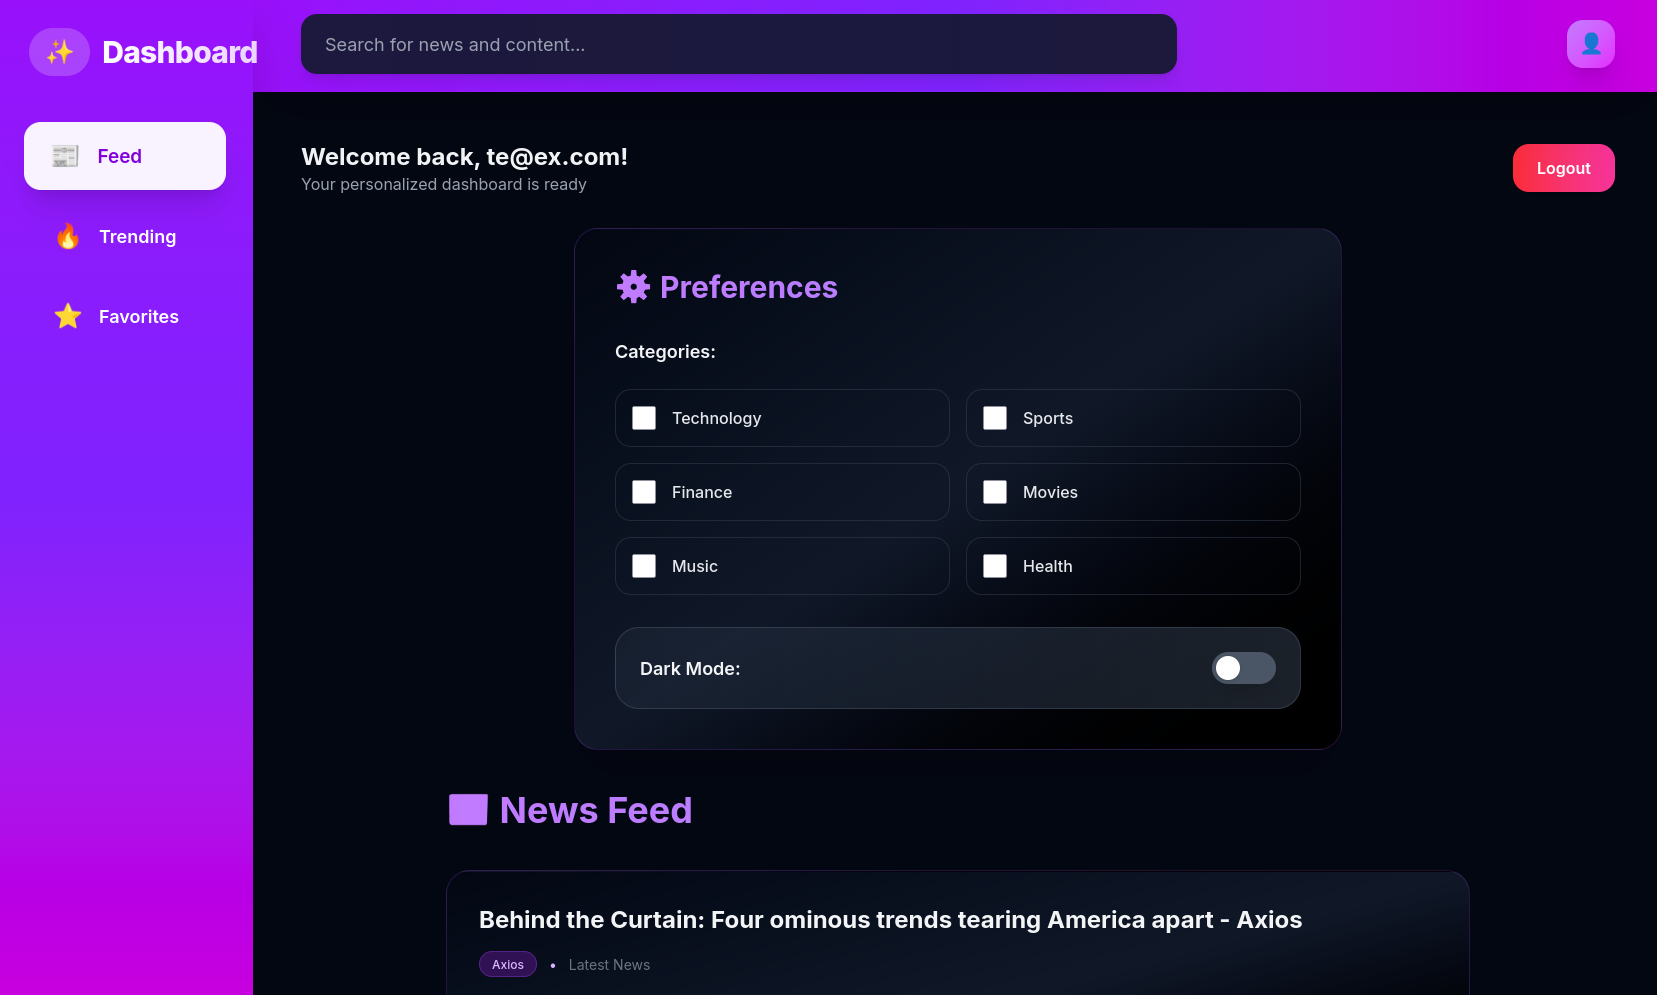 Dashboard
Search for news and content...
Feed
Trending
Favorites
Welcome back, te@ex.com!
Your personalized dashboard is ready
Logout
Preferences
Categories:
Technology
Sports
Finance
Movies
Music
Health
Dark Mode:
News Feed
Behind the Curtain: Four ominous trends tearing America apart - Axios
Axios • Latest News